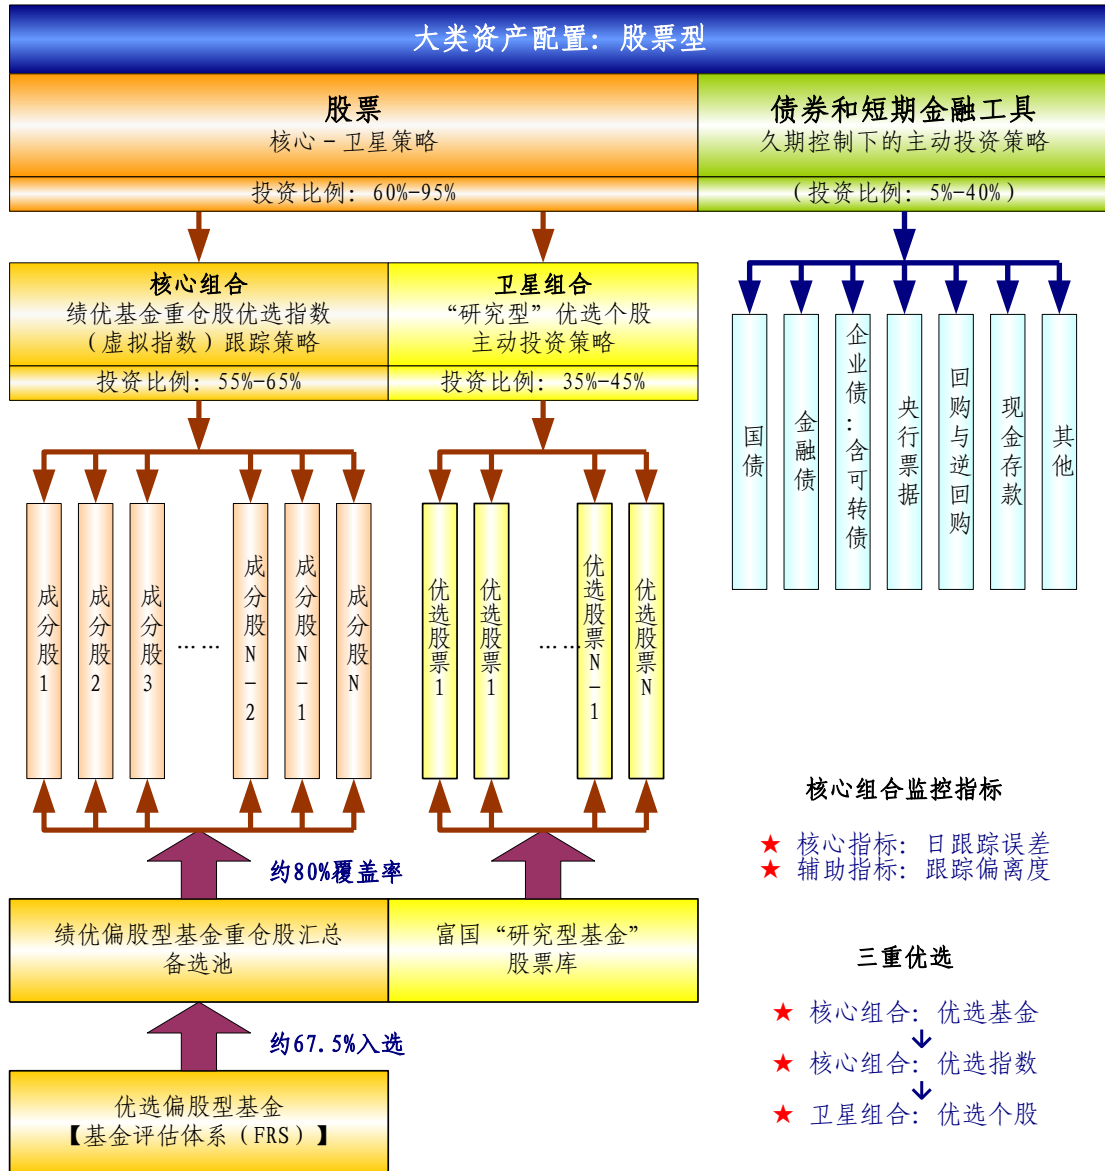 大类资产配置：股票型
股票
核心－卫星策略
投资比例：60%-95%
债券和短期金融工具
久期控制下的主动投资策略
（投资比例：5%-40%）
核心组合
绩优基金重仓股优选指数
（虚拟指数）跟踪策略
投资比例：55%-65%
卫星组合
“研究型”优选个股
主动投资策略
投资比例：35%-45%
国债
金融债
企业债：含可转债
央行票据
回购与逆回购
现金存款
其他
成分股1
成分股2
成分股3
……
成分股N-2
成分股N-1
成分股N
优选股票1
优选股票1
……
优选股票N-1
优选股票N
约80%覆盖率
绩优偏股型基金重仓股汇总
备选池
富国“研究型基金”
股票库
约67.5%入选
优选偏股型基金
【基金评估体系（FRS）】
核心组合监控指标
★ 核心指标：日跟踪误差
★ 辅助指标：跟踪偏离度
三重优选
★ 核心组合：优选基金
★ 核心组合：优选指数
★ 卫星组合：优选个股